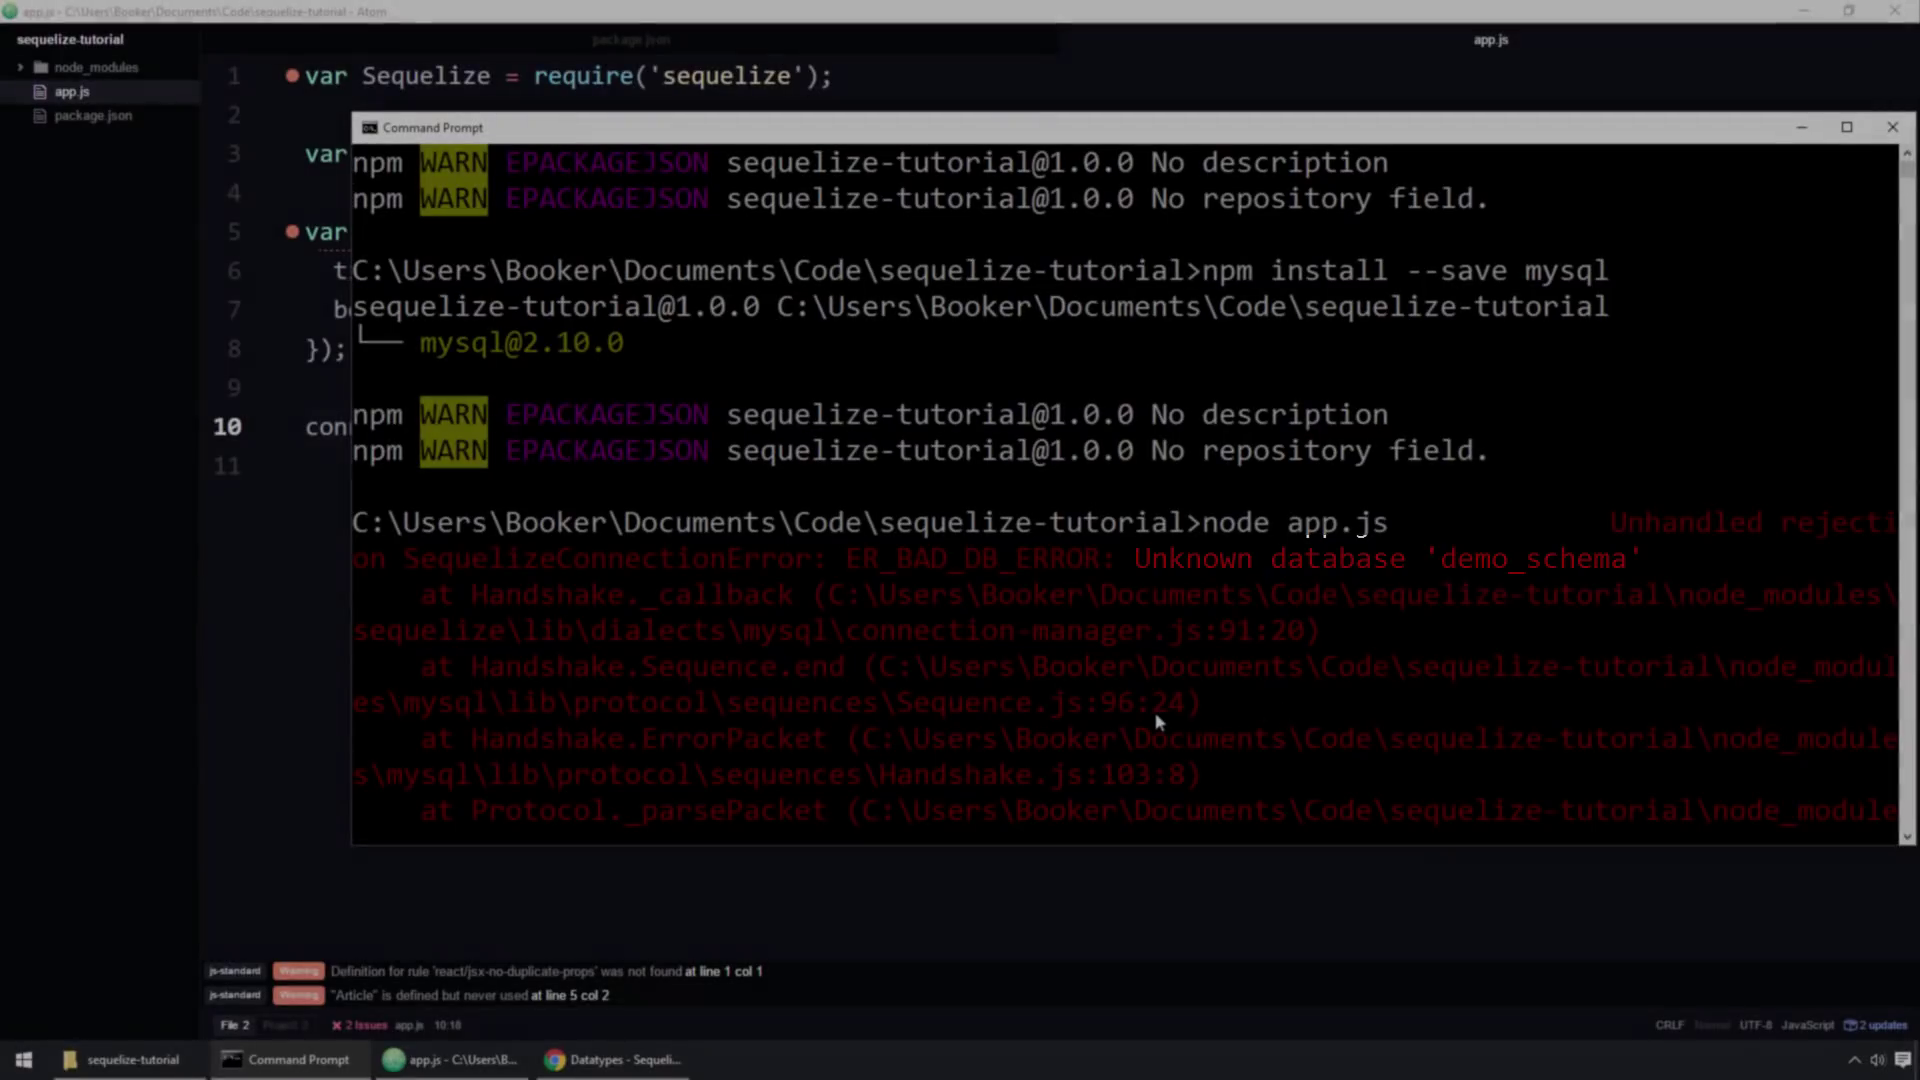 app.js - C:\Users\Booker\Documents\Code\sequelize-tutorial - Atom
sequelize-tutorial
package.json
app.js
node_modules
app.js
package.json
1 var Sequelize = require('sequelize');
2
3 var
4
5 var
6 t
7 b
8 });
9
10 con
11
Command Prompt
npm WARN EPACKAGEJSON sequelize-tutorial@1.0.0 No description
npm WARN EPACKAGEJSON sequelize-tutorial@1.0.0 No repository field.
C:\Users\Booker\Documents\Code\sequelize-tutorial>npm install --save mysql
sequelize-tutorial@1.0.0 C:\Users\Booker\Documents\Code\sequelize-tutorial
└── mysql@2.10.0
npm WARN EPACKAGEJSON sequelize-tutorial@1.0.0 No description
npm WARN EPACKAGEJSON sequelize-tutorial@1.0.0 No repository field.
C:\Users\Booker\Documents\Code\sequelize-tutorial>node app.js Unhandled rejecti
on SequelizeConnectionError: ER_BAD_DB_ERROR: Unknown database 'demo_schema'
at Handshake._callback (C:\Users\Booker\Documents\Code\sequelize-tutorial\node_modules\
sequelize\lib\dialects\mysql\connection-manager.js:91:20)
at Handshake.Sequence.end (C:\Users\Booker\Documents\Code\sequelize-tutorial\node_modul
es\mysql\lib\protocol\sequences\Sequence.js:96:24)
at Handshake.ErrorPacket (C:\Users\Booker\Documents\Code\sequelize-tutorial\node_module
s\mysql\lib\protocol\sequences\Handshake.js:103:8)
at Protocol._parsePacket (C:\Users\Booker\Documents\Code\sequelize-tutorial\node_module
js-standard Warning Definition for rule 'react/jsx-no-duplicate-props' was not found at line 1 col 1
js-standard Warning "Article" is defined but never used at line 5 col 2
File 2 2 Issues app.js 10:18
CRLF UTF-8 JavaScript 2 updates
sequelize-tutorial
Command Prompt
app.js - C:\Users\B...
Datatypes - Sequeli...